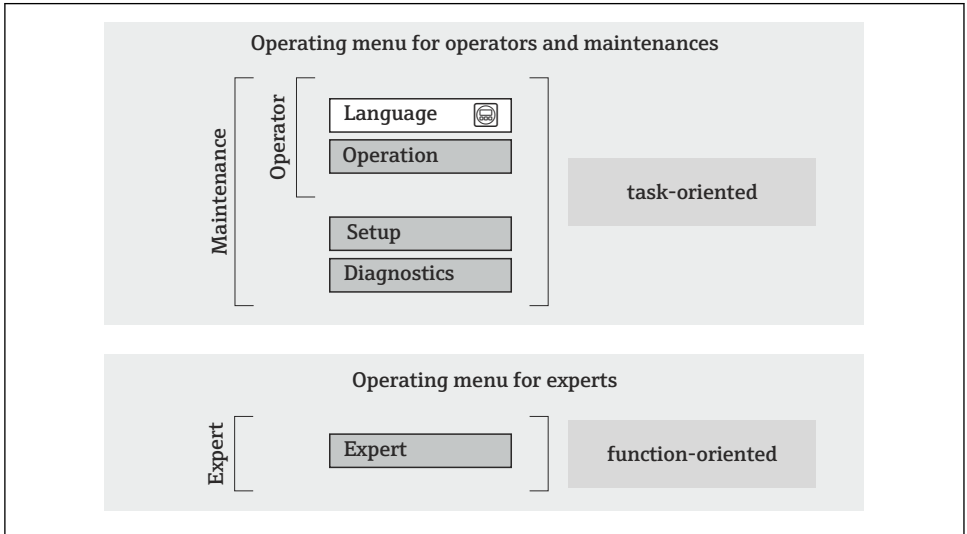 Operating menu for operators and maintenances
Maintenance
Operator
Language
Operation
Setup
Diagnostics
task-oriented
Operating menu for experts
Expert
Expert
function-oriented